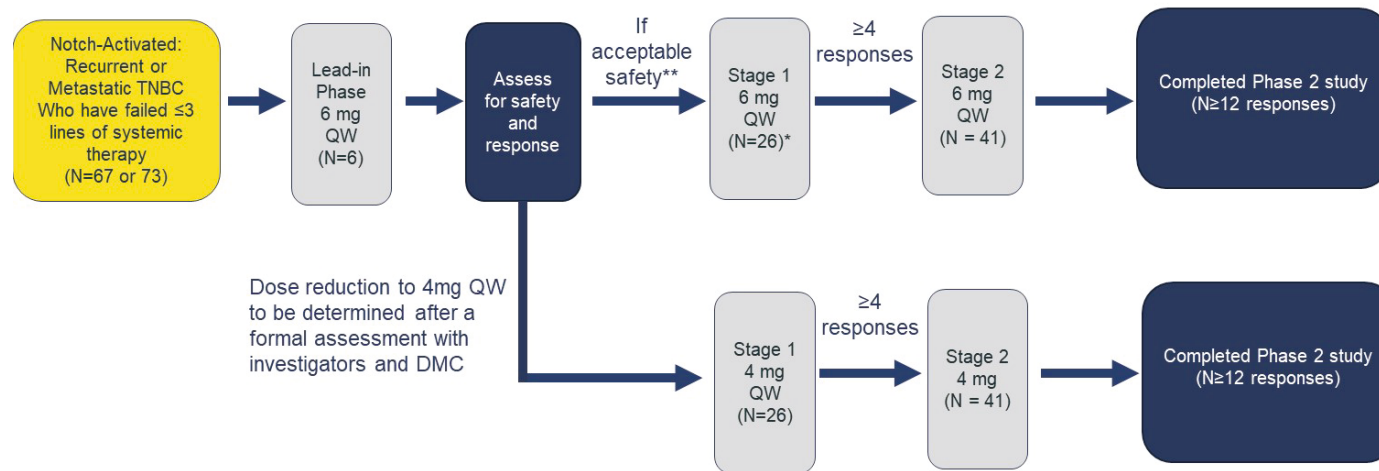 Notch-Activated:
Recurrent or
Metastatic TNBC
Who have failed ≤3
lines of systemic
therapy
(N=67 or 73)
Lead-in
Phase
6 mg
QW
(N=6)
Assess
for safety
and
response
If
acceptable
safety**
Stage 1
6 mg
QW
(N=26)*
≥4
responses
Stage 2
6 mg
QW
(N = 41)
Completed Phase 2 study
(N≥12 responses)
Dose reduction to 4mg QW
to be determined after a
formal assessment with
investigators and DMC
Stage 1
4 mg
QW
(N=26)
≥4
responses
Stage 2
4 mg
(N = 41)
Completed Phase 2 study
(N≥12 responses)